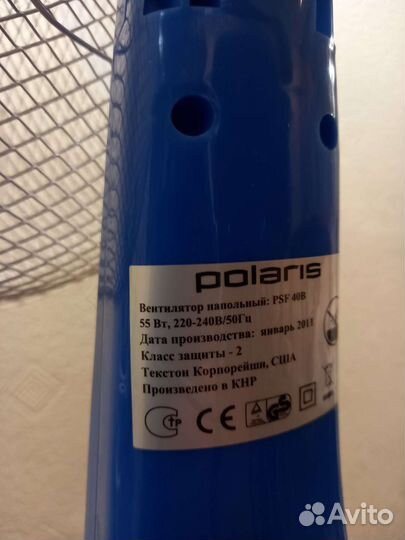 polaris
Вентилятор напольный: PSF 40B
55 Вт, 220-240В/50Гц
Дата производства: январь 2011
Класс защиты - 2
Текстон Корпорейшн, США
Произведено в КНР
CE
GS
Avito